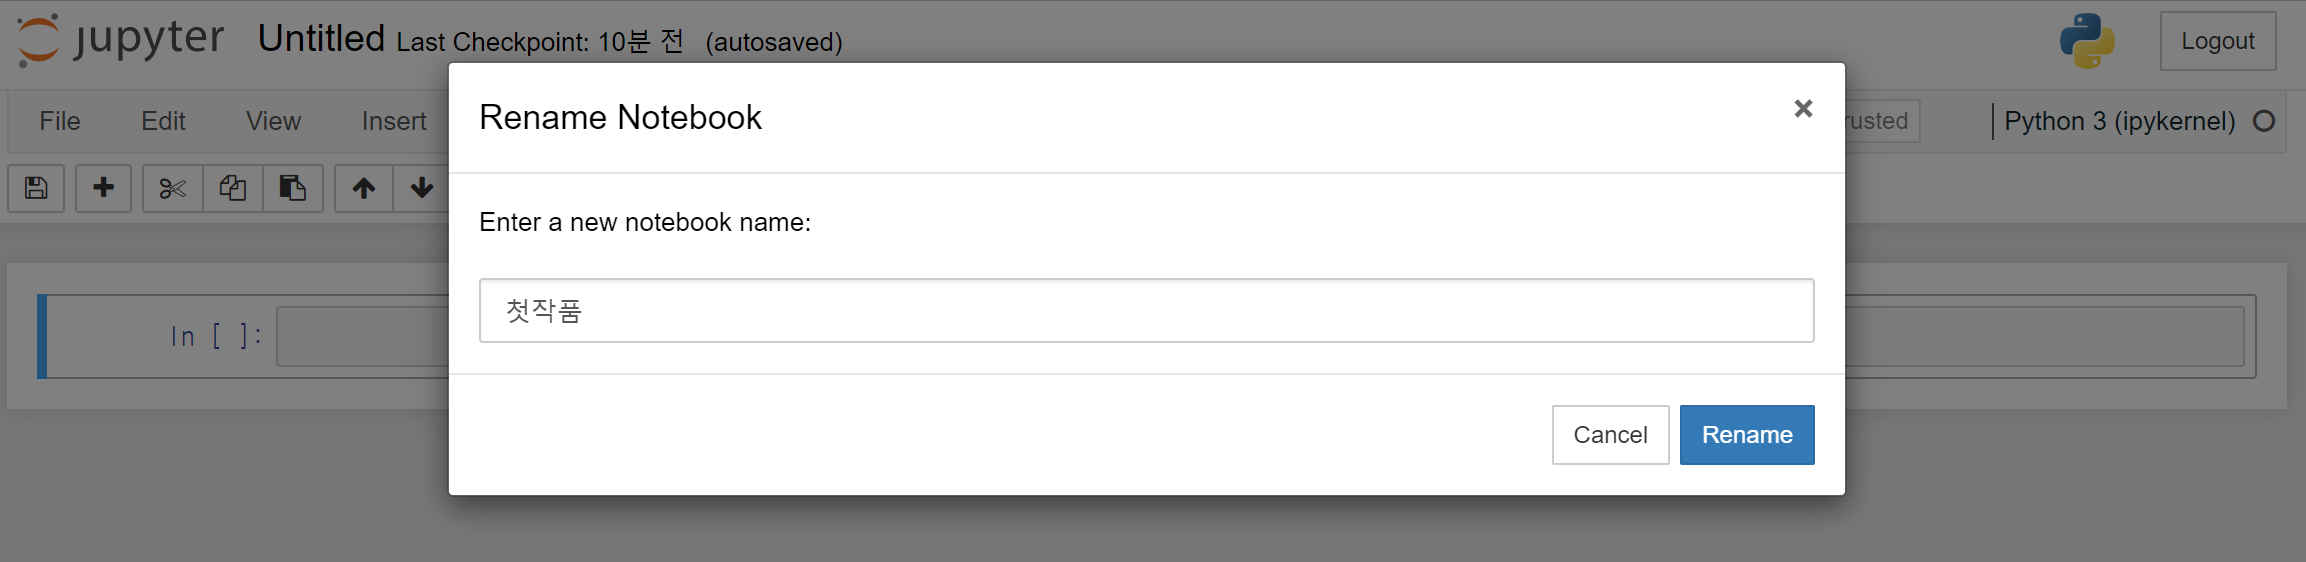 jupyter Untitled Last Checkpoint: 10분 전 (autosaved) Logout
File Edit View Insert rusted Python 3 (ipykernel)
Rename Notebook
Enter a new notebook name:
첫작품
In [ ]:
Cancel Rename